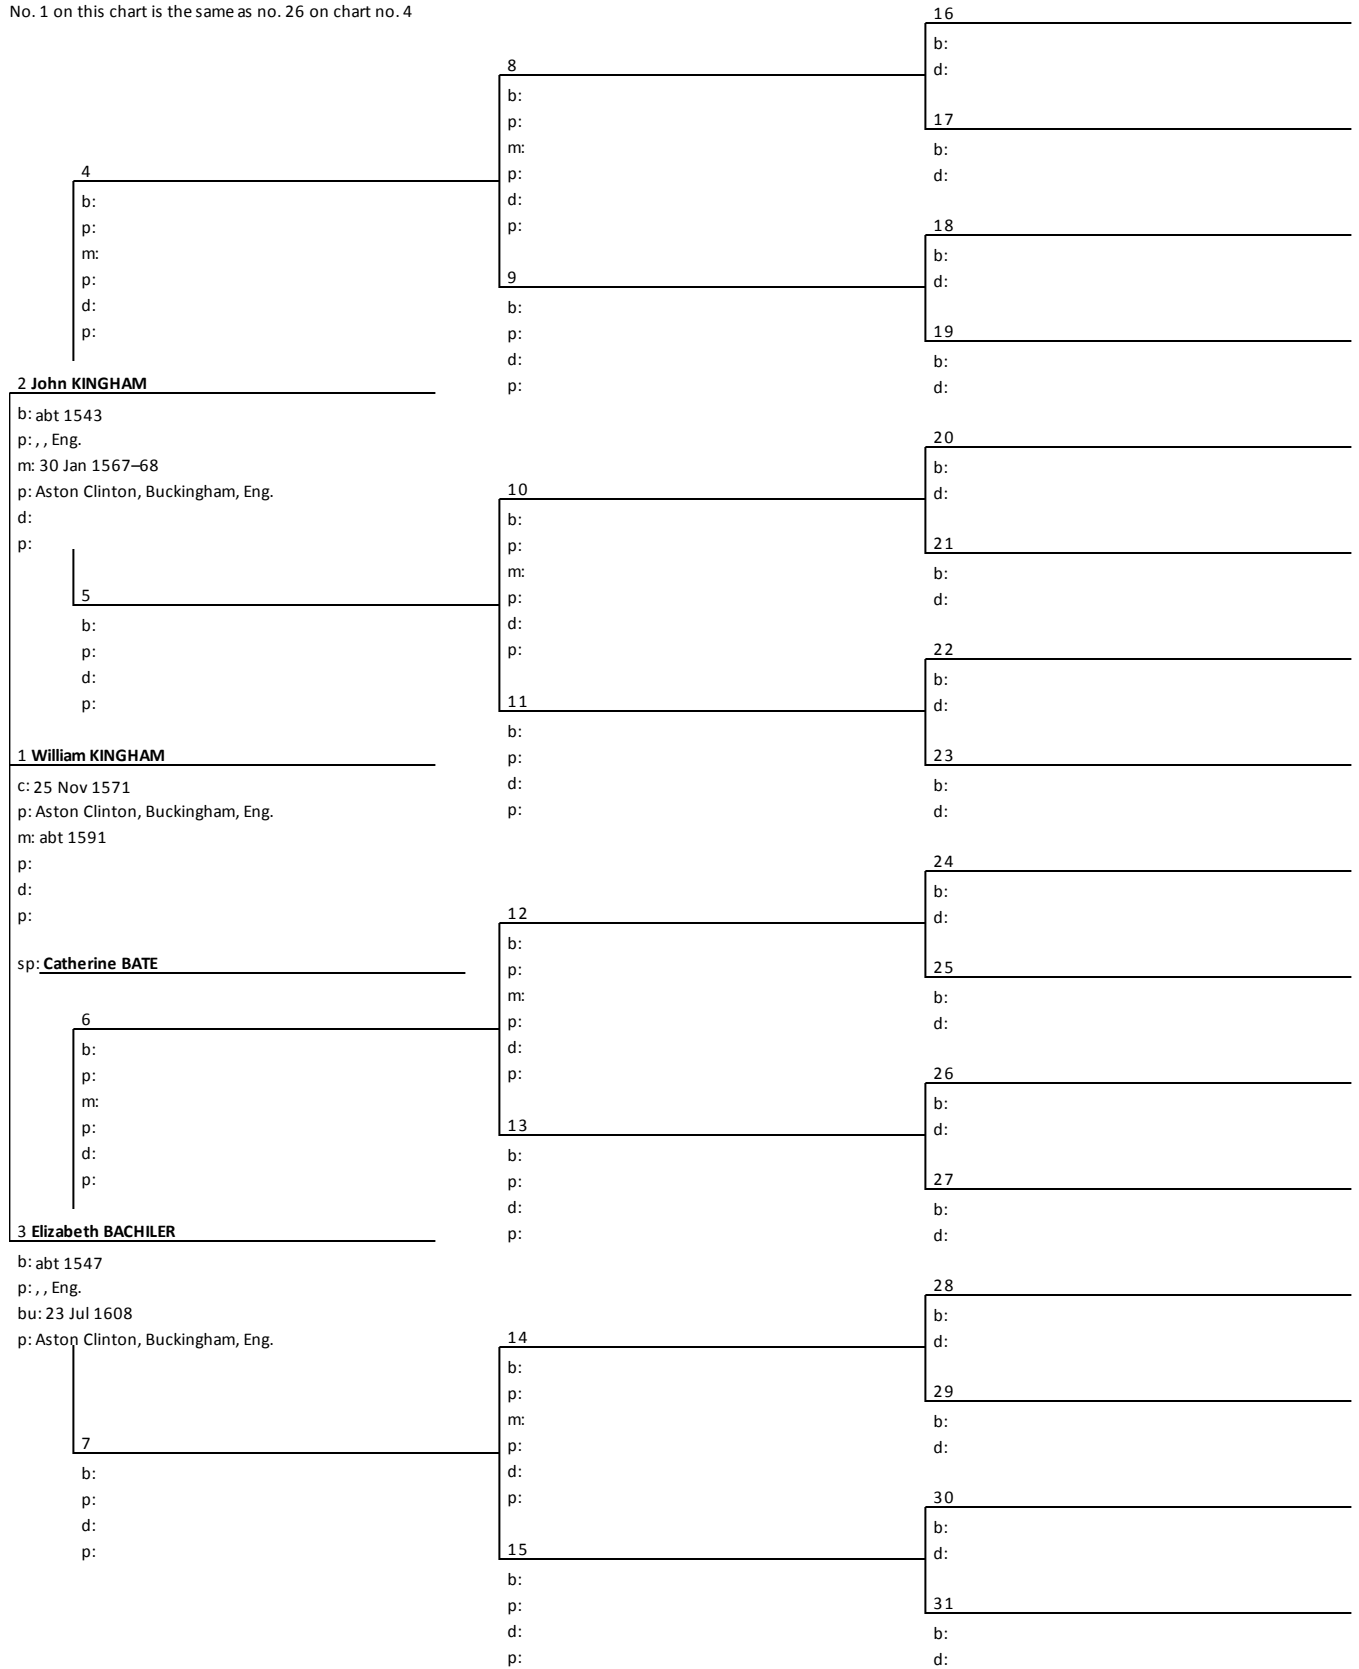 No. 1 on this chart is the same as no. 26 on chart no. 4
2 John KINGHAM
b: abt 1543
p: , , Eng.
m: 30 Jan 1567–68
p: Aston Clinton, Buckingham, Eng.
d:
p:
1 William KINGHAM
c: 25 Nov 1571
p: Aston Clinton, Buckingham, Eng.
m: abt 1591
p:
d:
p:
sp: Catherine BATE
3 Elizabeth BACHILER
b: abt 1547
p: , , Eng.
bu: 23 Jul 1608
p: Aston Clinton, Buckingham, Eng.
4
b:
p:
m:
p:
d:
p:
5
b:
p:
d:
p:
6
b:
p:
m:
p:
d:
p:
7
b:
p:
d:
p:
8
b:
p:
m:
p:
d:
p:
9
b:
p:
d:
p:
10
b:
p:
m:
p:
d:
p:
11
b:
p:
d:
p:
12
b:
p:
m:
p:
d:
p:
13
b:
p:
d:
p:
14
b:
p:
m:
p:
d:
p:
15
b:
p:
d:
p:
16
b:
d:
17
b:
d:
18
b:
d:
19
b:
d:
20
b:
d:
21
b:
d:
22
b:
d:
23
b:
d:
24
b:
d:
25
b:
d:
26
b:
d:
27
b:
d:
28
b:
d:
29
b:
d:
30
b:
d:
31
b:
d: